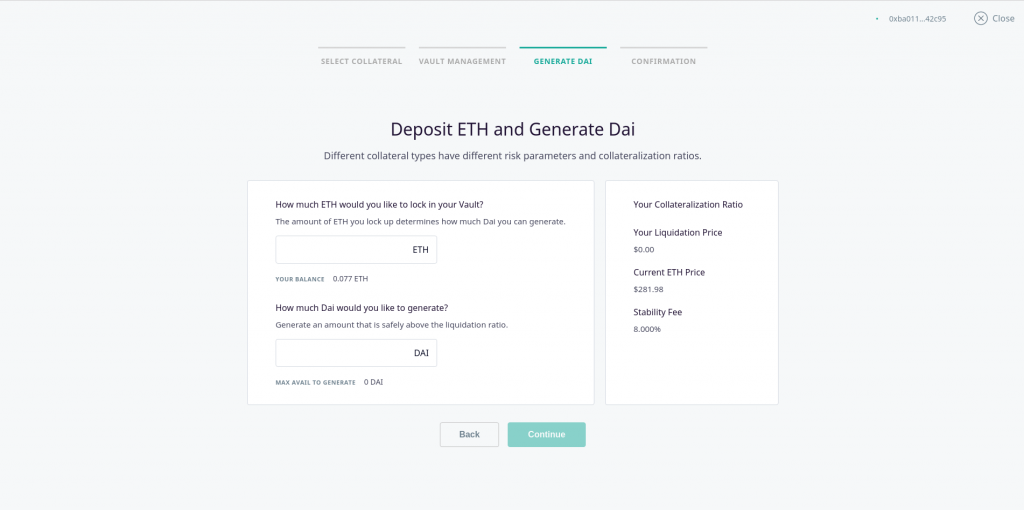 0xba011...42c95
Close
SELECT COLLATERAL
VAULT MANAGEMENT
GENERATE DAI
CONFIRMATION
Deposit ETH and Generate Dai
Different collateral types have different risk parameters and collateralization ratios.
How much ETH would you like to lock in your Vault?
The amount of ETH you lock up determines how much Dai you can generate.
ETH
YOUR BALANCE 0.077 ETH
How much Dai would you like to generate?
Generate an amount that is safely above the liquidation ratio.
DAI
MAX AVAIL TO GENERATE 0 DAI
Your Collateralization Ratio
Your Liquidation Price
$0.00
Current ETH Price
$281.98
Stability Fee
8.000%
Back
Continue